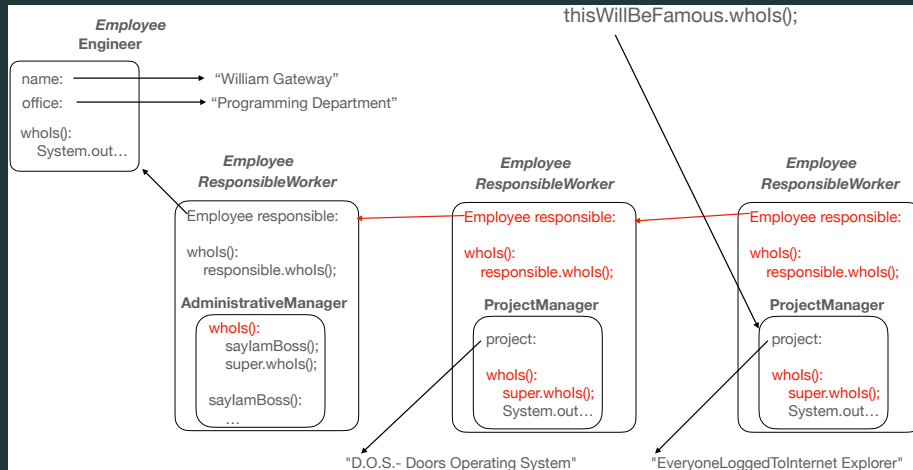 thisWillBeFamous.whoIs();
Employee
Engineer
name:
"William Gateway"
office:
"Programming Department"
whoIs():
System.out...
Employee
ResponsibleWorker
Employee responsible:
whoIs():
responsible.whoIs();
AdministrativeManager
whoIs():
sayIamBoss();
super.whoIs();
sayIamBoss():
...
Employee
ResponsibleWorker
Employee responsible:
whoIs():
responsible.whoIs();
ProjectManager
project:
whoIs():
super.whoIs();
System.out...
"D.O.S.- Doors Operating System"
Employee
ResponsibleWorker
Employee responsible:
whoIs():
responsible.whoIs();
ProjectManager
project:
whoIs():
super.whoIs();
System.out...
"EveryoneLoggedToInternet Explorer"